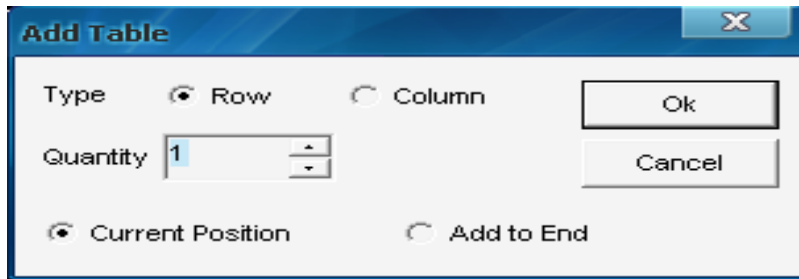 Add Table
Type Row Column Ok
Quantity 1 Cancel
Current Position Add to End